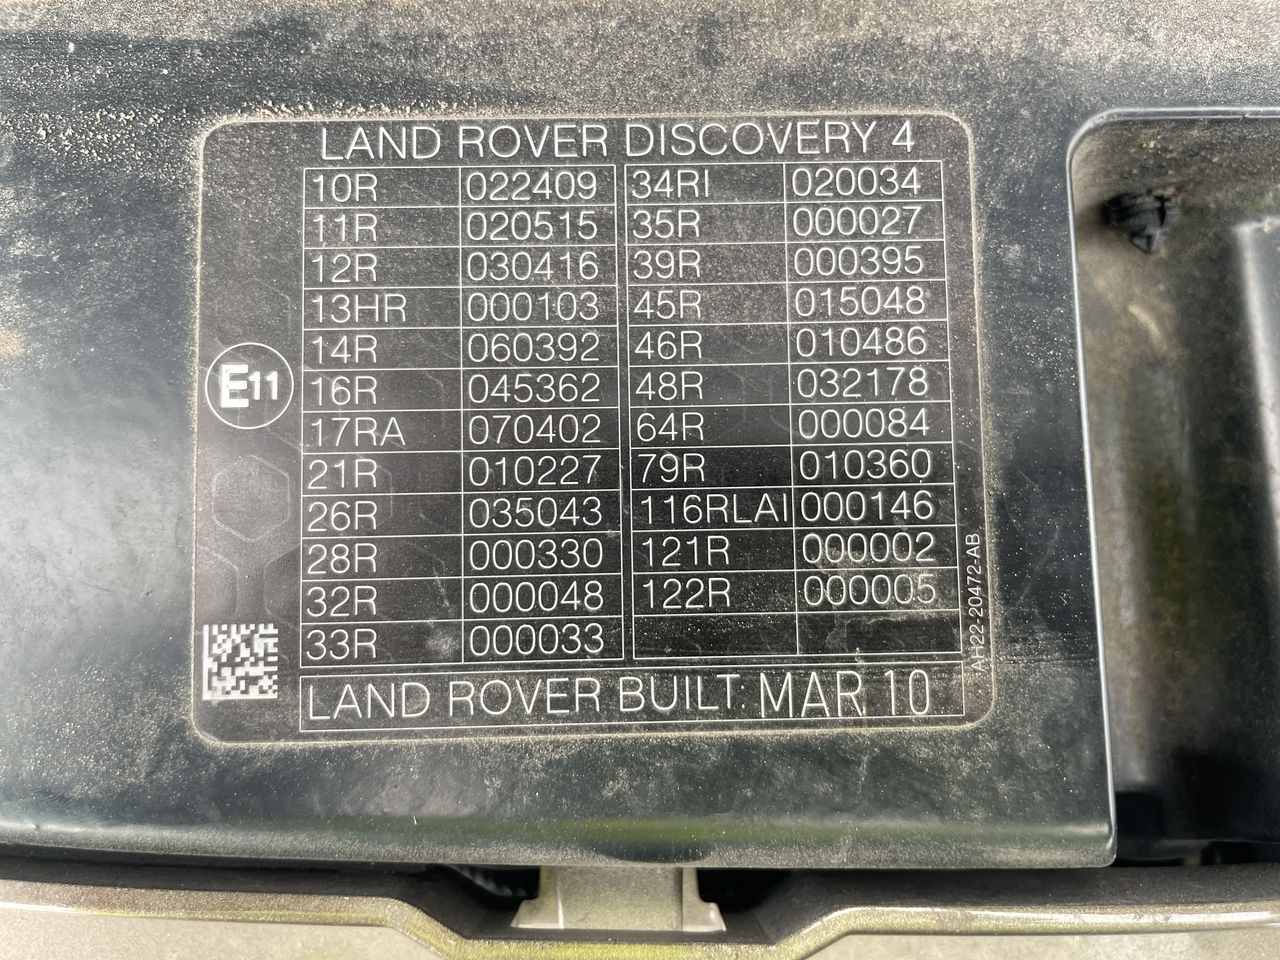 LAND ROVER DISCOVERY 4
10R 022409 34RI 020034
11R 020515 35R 000027
12R 030416 39R 000395
13HR 000103 45R 015048
14R 060392 46R 010486
16R 045362 48R 032178
17RA 070402 64R 000084
21R 010227 79R 010360
26R 035043 116RLAI 000146
28R 000330 121R 000002
32R 000048 122R 000005
33R 000033
E11
LAND ROVER BUILT: MAR 10
AH22-20472-AB